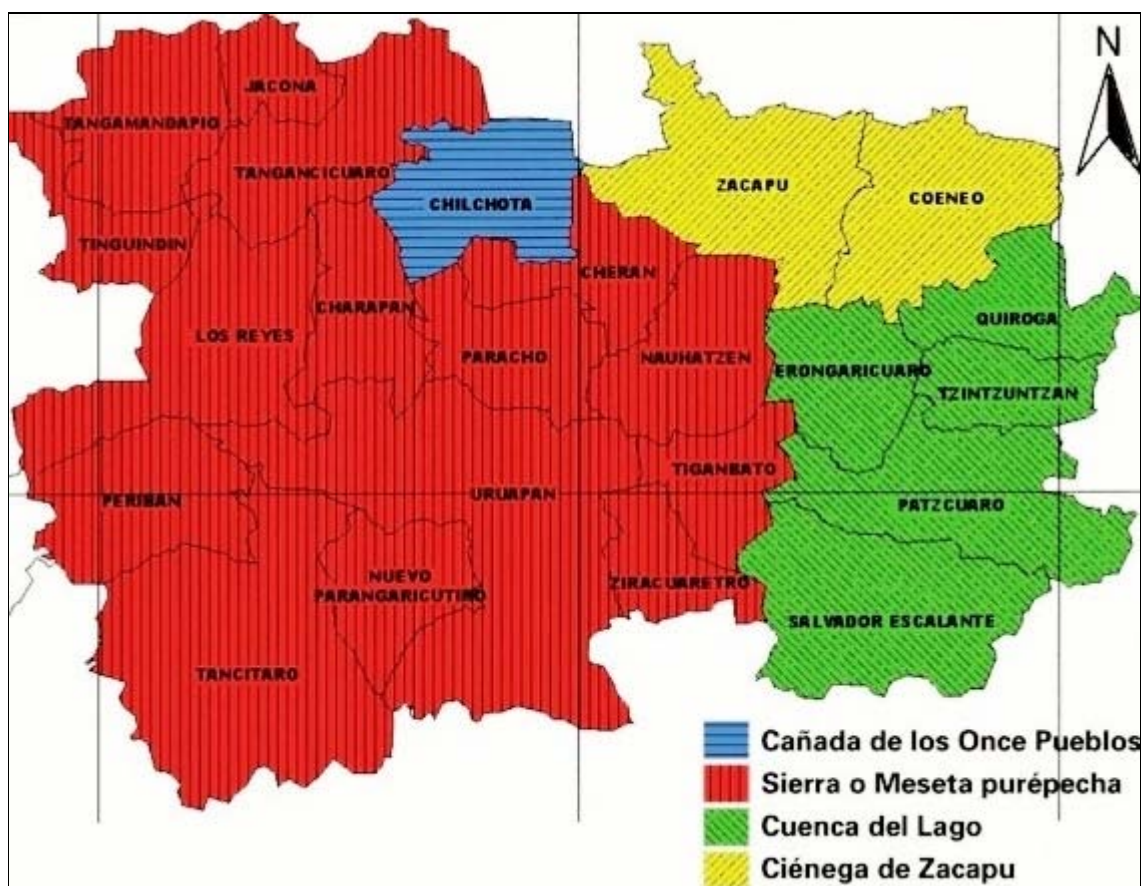 N
JACONA
TANGAMANDAPIO
TANGANCICUARO
ZACAPU
COENEO
CHILCHOTA
TINGUINDIN
CHERAN
CHARAPAN
LOS REYES
PARACHO
NAUHATZEN
QUIROGA
ERONGARICUARO
TZINTZUNTZAN
TIGANBATO
PERIBAN
URUAPAN
PATZCUARO
NUEVO
PARANGARICUTIRO
ZIRACUARETRO
SALVADOR ESCALANTE
TANCITARO
Cañada de los Once Pueblos
Sierra o Meseta purépecha
Cuenca del Lago
Ciénega de Zacapu